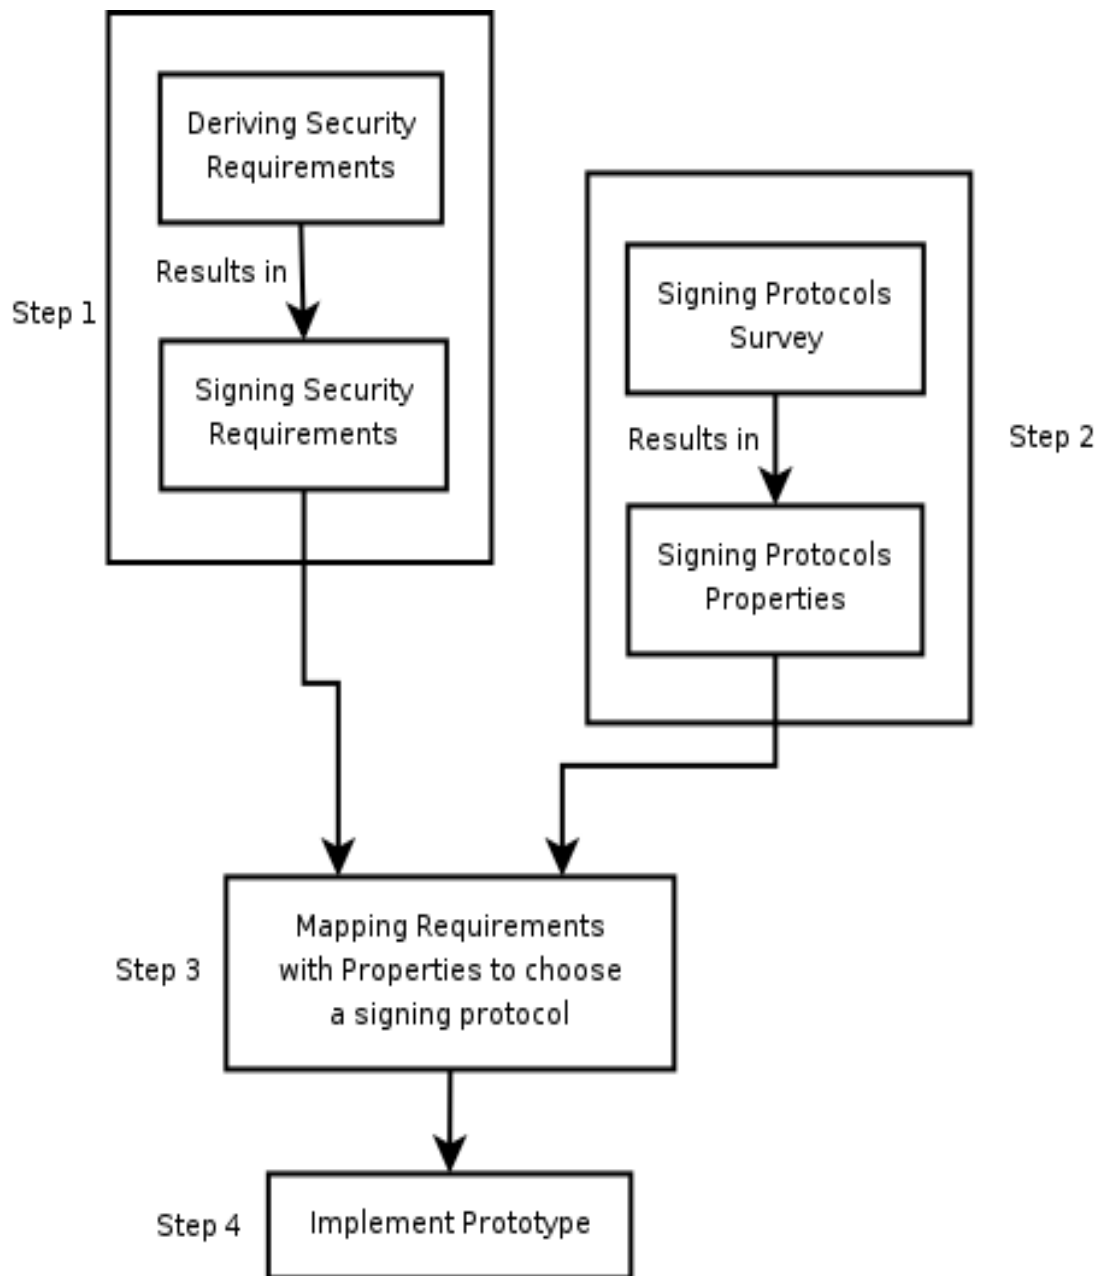 Deriving Security
Requirements
Results in
Step 1
Signing Security
Requirements
Signing Protocols
Survey
Results in
Step 2
Signing Protocols
Properties
Mapping Requirements
with Properties to choose
a signing protocol
Step 3
Implement Prototype
Step 4